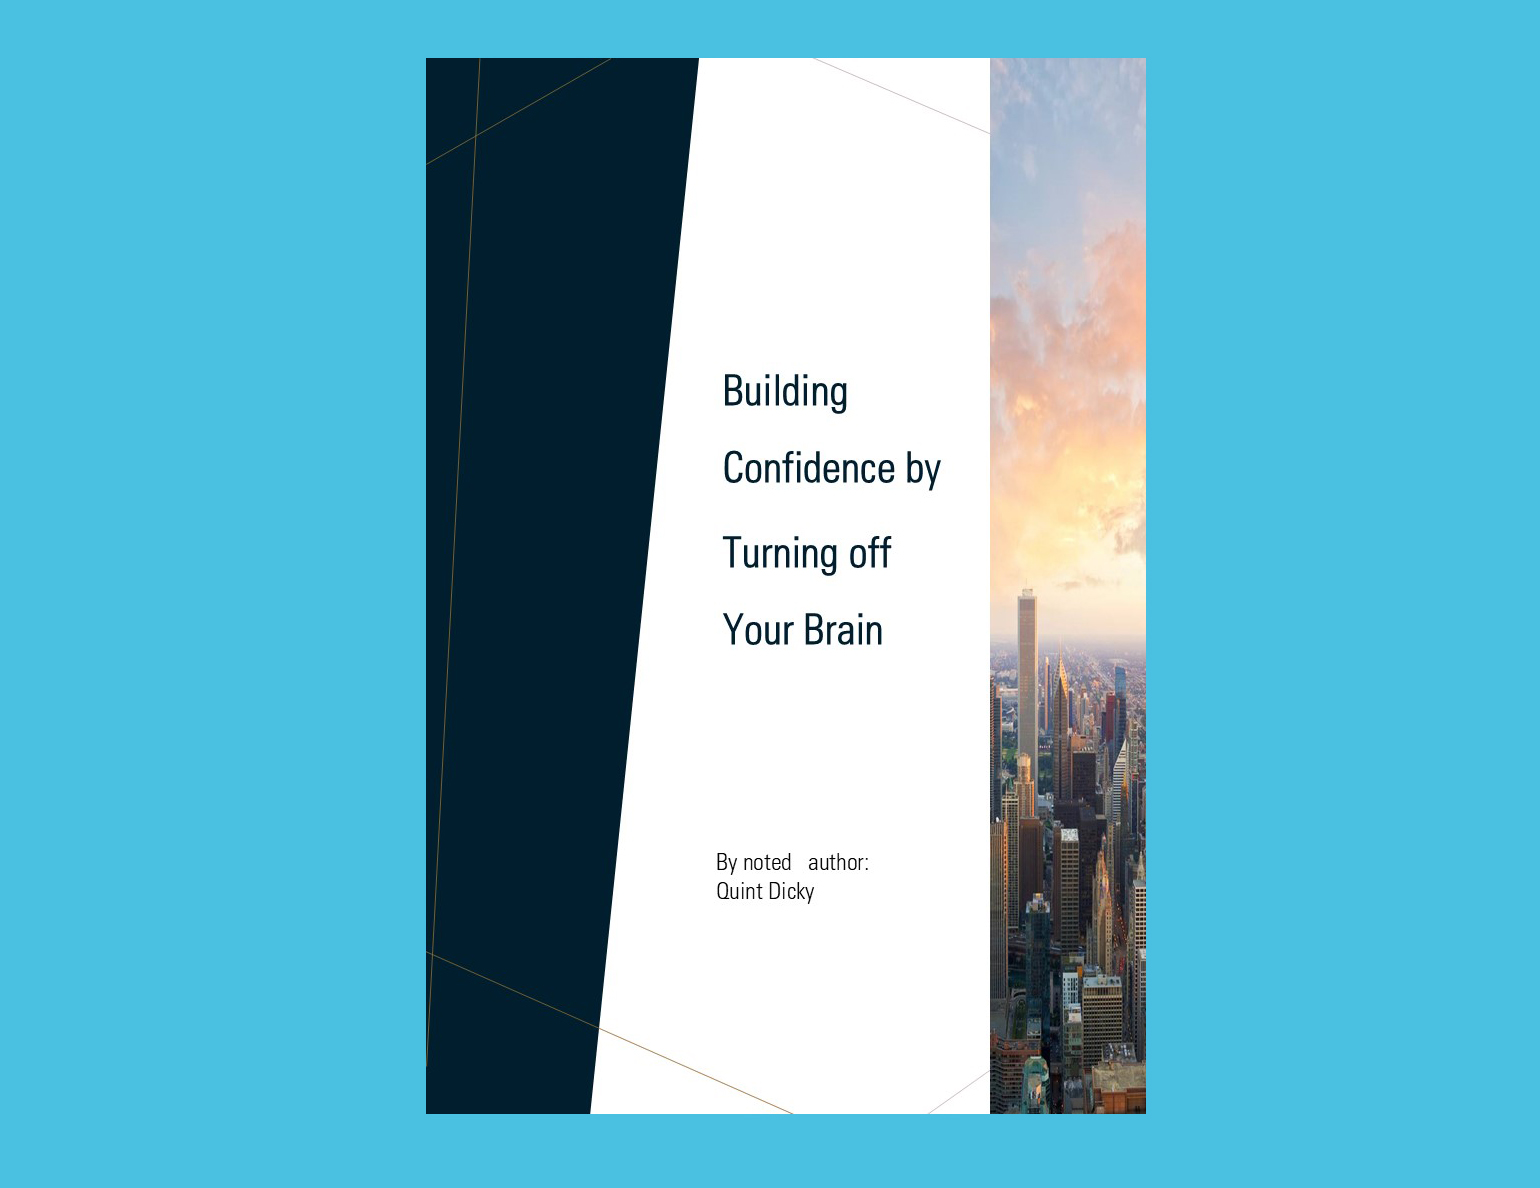 Building
Confidence by
Turning off
Your Brain
By noted author:
Quint Dicky